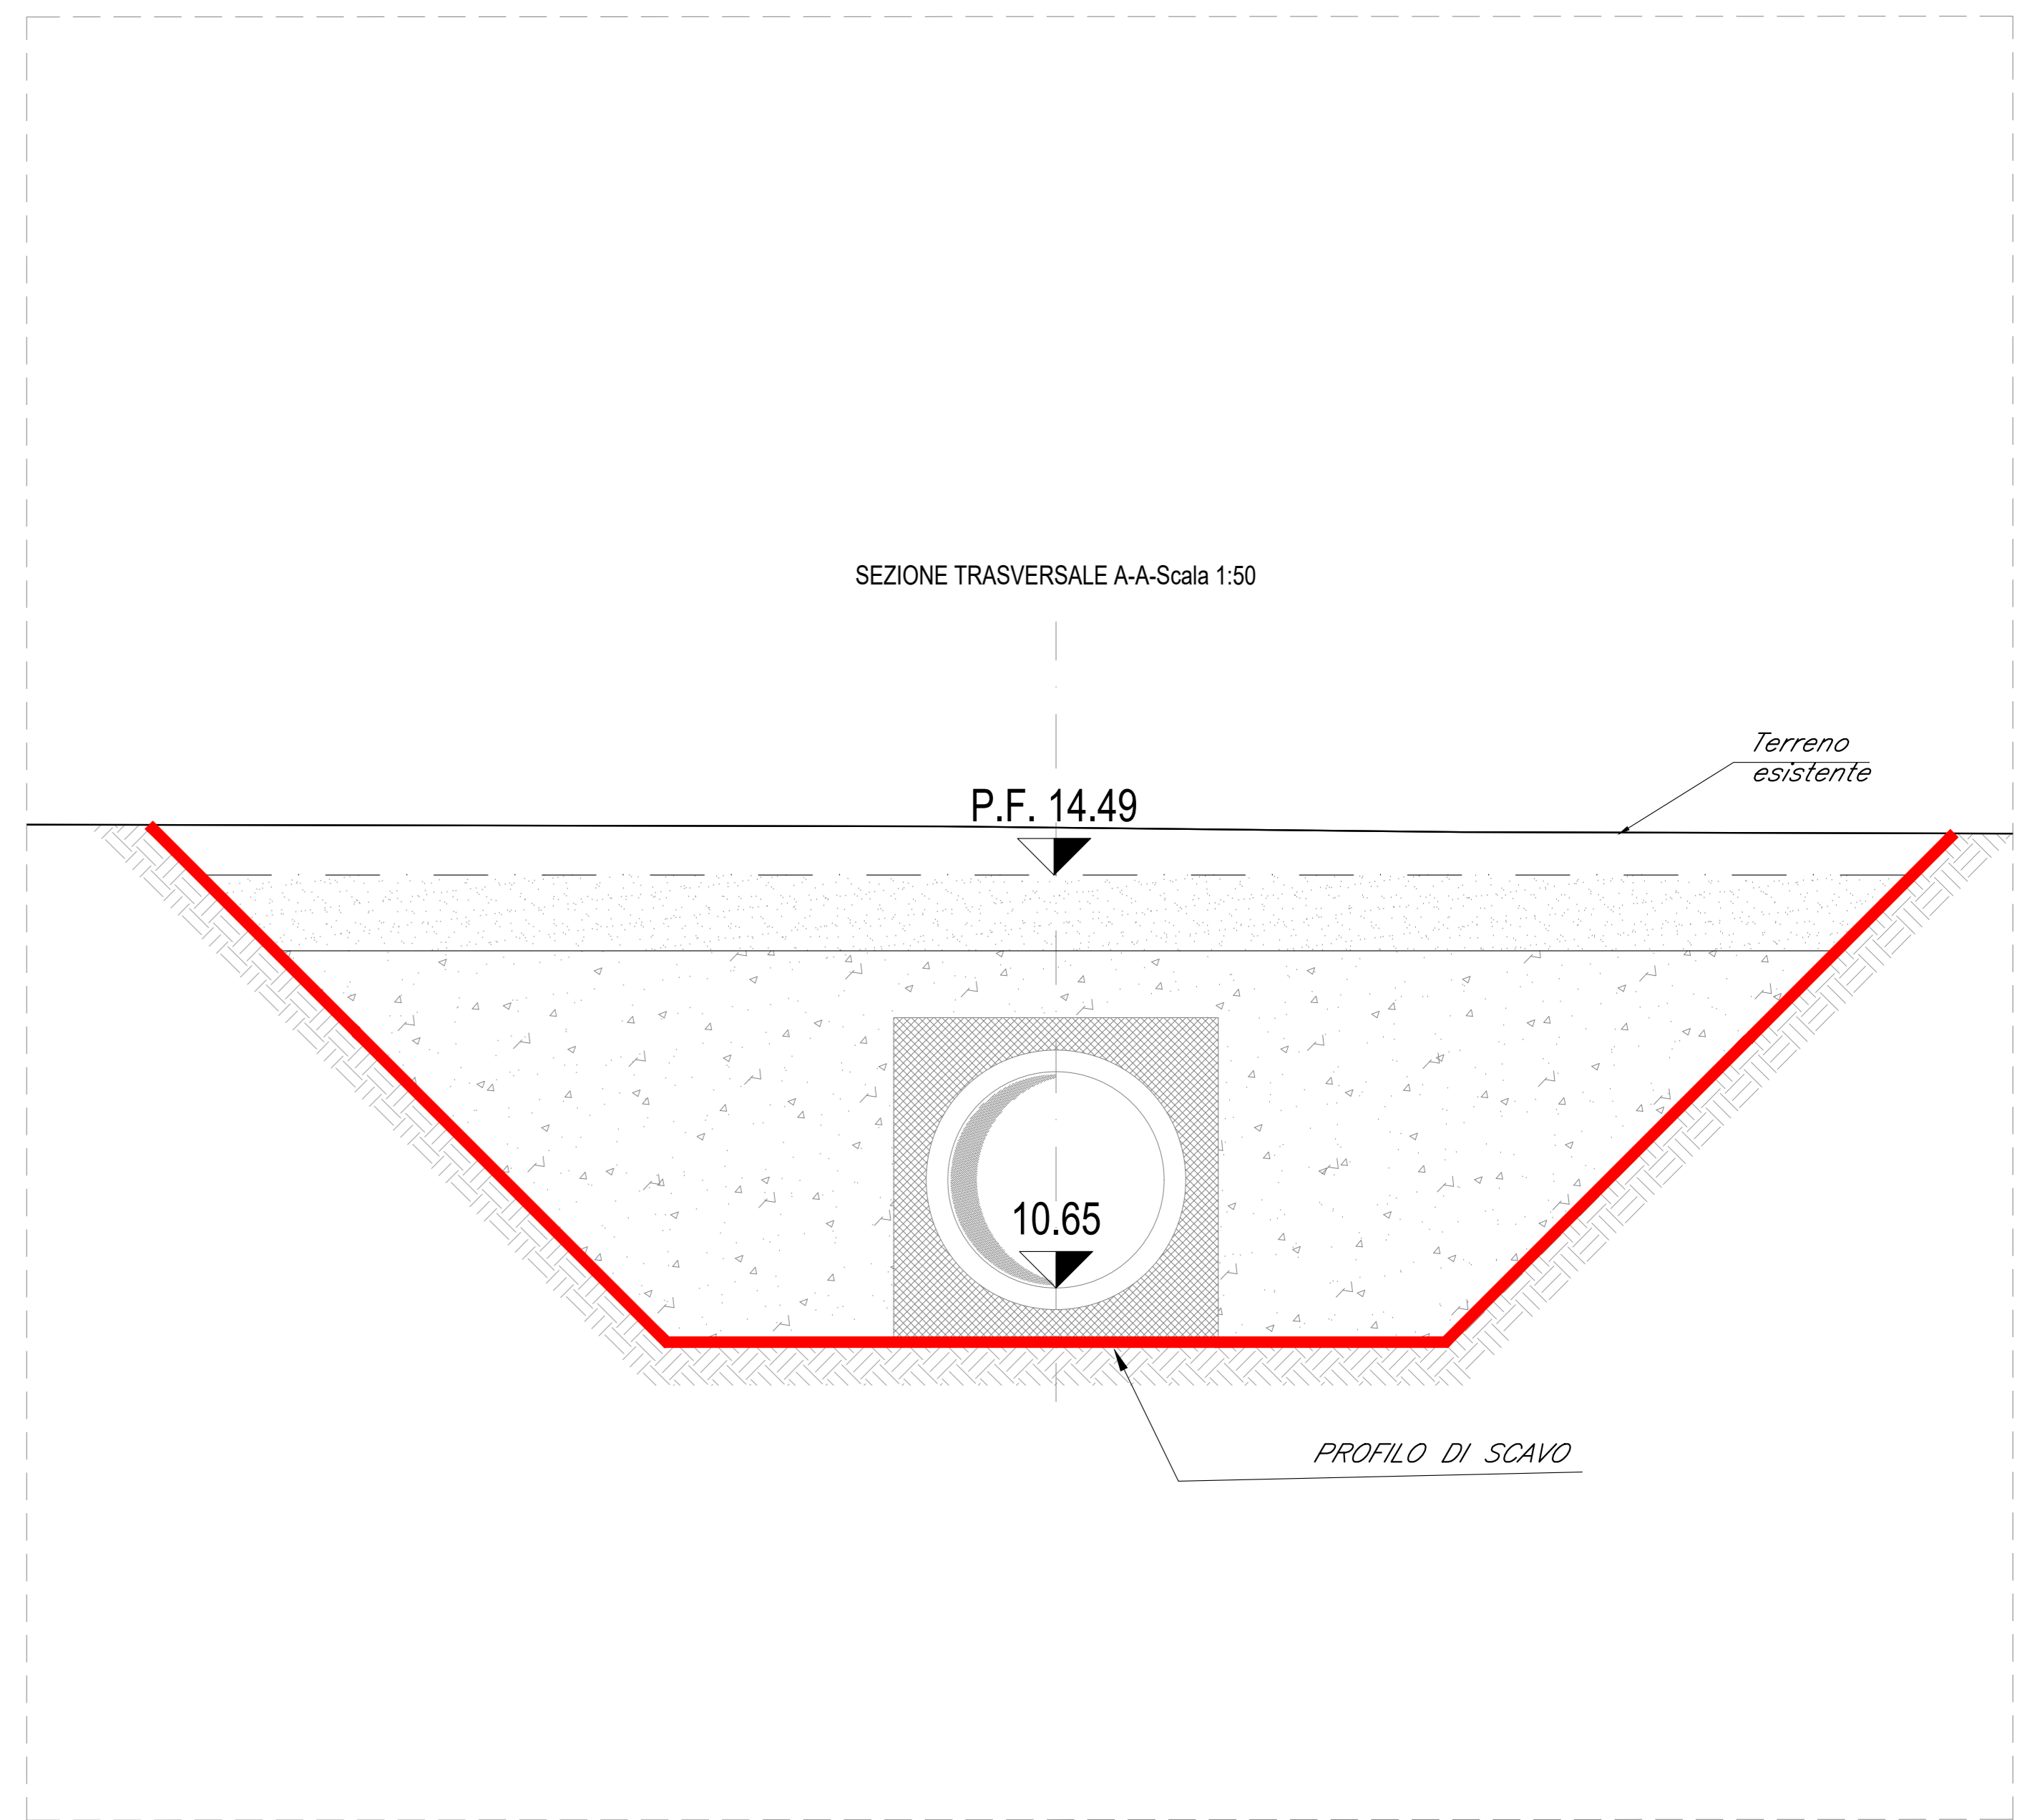 SEZIONE TRASVERSALE A-A-Scala 1:50
Terreno
esistente
P.F. 14.49
10.65
PROFILO DI SCAVO